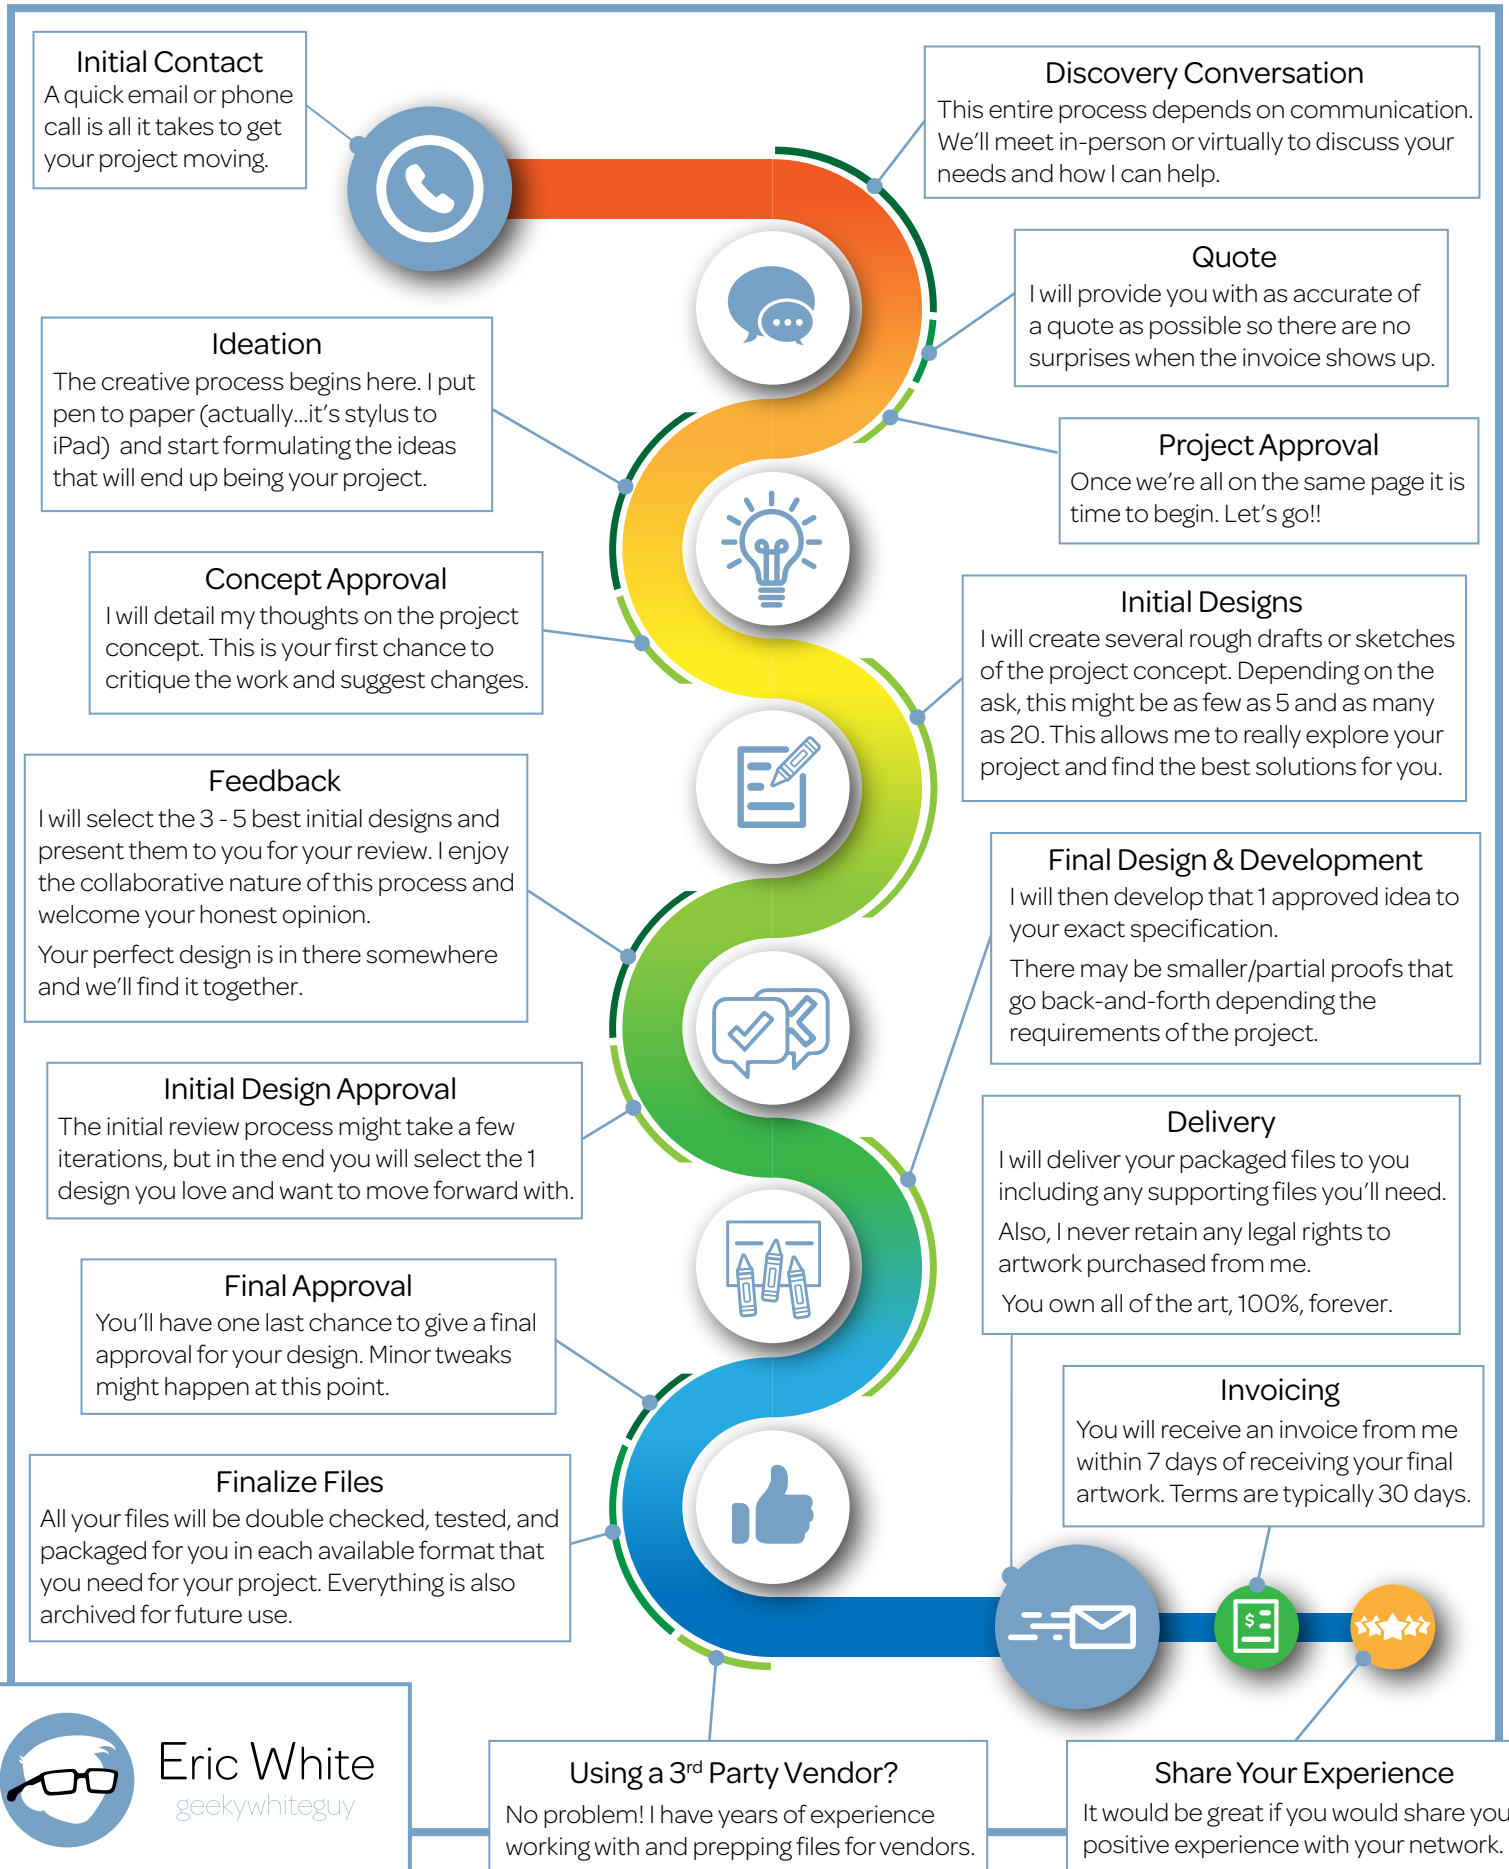 Initial Contact
A quick email or phone
call is all it takes to get
your project moving.
Discovery Conversation
This entire process depends on communication.
We'll meet in-person or virtually to discuss your
needs and how I can help.
Quote
I will provide you with as accurate of
a quote as possible so there are no
surprises when the invoice shows up.
Project Approval
Once we're all on the same page it is
time to begin. Let's go!!
Ideation
The creative process begins here. I put
pen to paper (actually...it's stylus to
iPad) and start formulating the ideas
that will end up being your project.
Concept Approval
I will detail my thoughts on the project
concept. This is your first chance to
critique the work and suggest changes.
Initial Designs
I will create several rough drafts or sketches
of the project concept. Depending on the
ask, this might be as few as 5 and as many
as 20. This allows me to really explore your
project and find the best solutions for you.
Feedback
I will select the 3 - 5 best initial designs and
present them to you for your review. I enjoy
the collaborative nature of this process and
welcome your honest opinion.
Your perfect design is in there somewhere
and we'll find it together.
Initial Design Approval
The initial review process might take a few
iterations, but in the end you will select the 1
design you love and want to move forward with.
Final Design & Development
I will then develop that 1 approved idea to
your exact specification.
There may be smaller/partial proofs that
go back-and-forth depending the
requirements of the project.
Final Approval
You'll have one last chance to give a final
approval for your design. Minor tweaks
might happen at this point.
Finalize Files
All your files will be double checked, tested, and
packaged for you in each available format that
you need for your project. Everything is also
archived for future use.
Using a 3rd Party Vendor?
No problem! I have years of experience
working with and prepping files for vendors.
Delivery
I will deliver your packaged files to you
including any supporting files you'll need.
Also, I never retain any legal rights to
artwork purchased from me.
You own all of the art, 100%, forever.
Invoicing
You will receive an invoice from me
within 7 days of receiving your final
artwork. Terms are typically 30 days.
$
Share Your Experience
It would be great if you would share you
positive experience with your network.
Eric White
geekywhiteguy